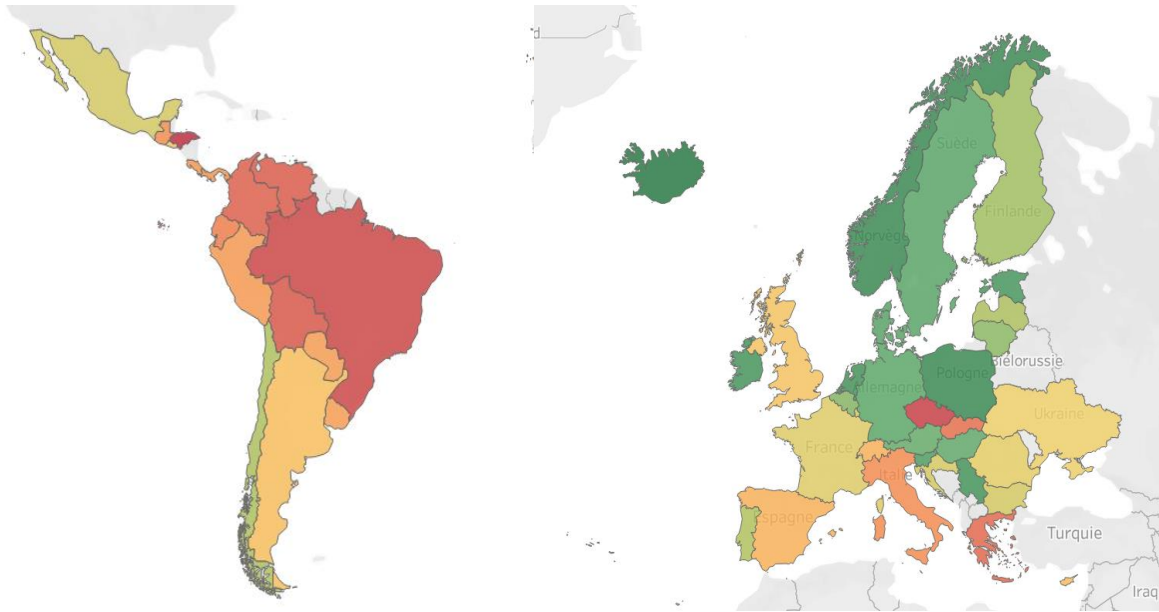 d
Suède
Finlande
Norvège
Biélorussie
Pologne
Allemagne
Ukraine
France
Italie
Espagne
Turquie
Iraq